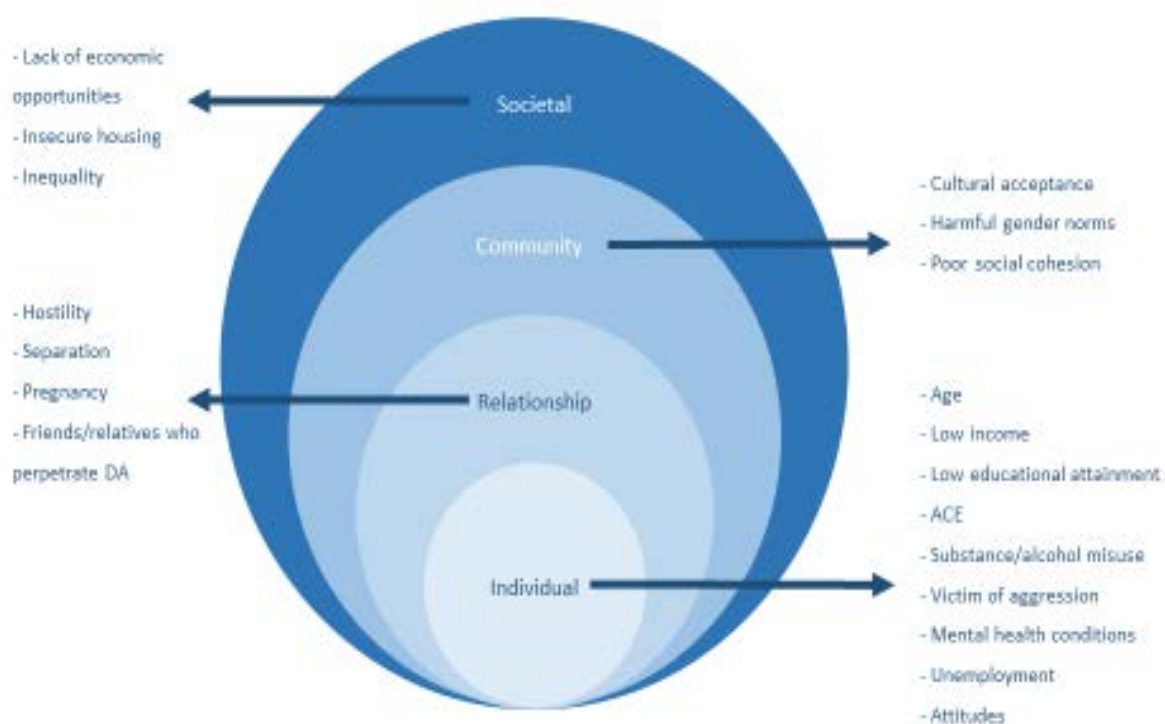 - Lack of economic
opportunities
- Insecure housing
- Inequality
Societal
- Cultural acceptance
- Harmful gender norms
- Poor social cohesion
Community
- Hostility
- Separation
- Pregnancy
- Friends/relatives who
perpetrate DA
Relationship
- Age
- Low income
- Low educational attainment
- ACE
- Substance/alcohol misuse
- Victim of aggression
- Mental health conditions
- Unemployment
- Attitudes
Individual